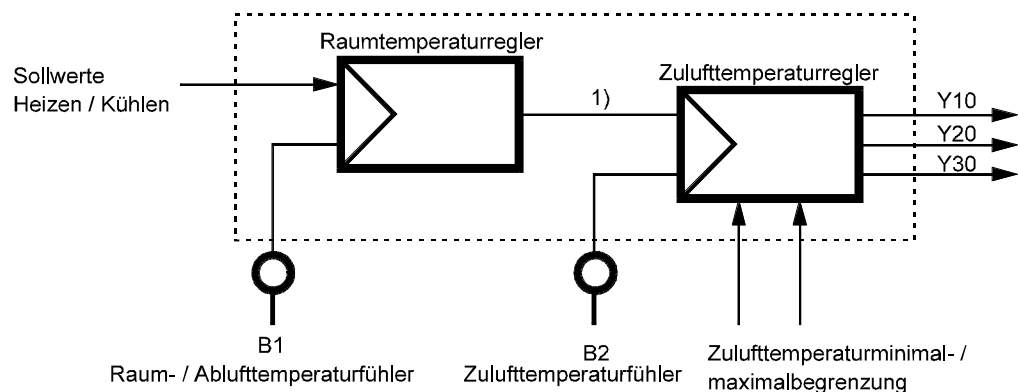 Raumtemperaturregler
Sollwerte
Heizen / Kühlen
Zulufttemperaturregler
1)
Y10
Y20
Y30
B1
Raum- / Ablufttemperaturfühler
B2
Zulufttemperaturfühler
Zulufttemperaturminimal- /
maximalbegrenzung